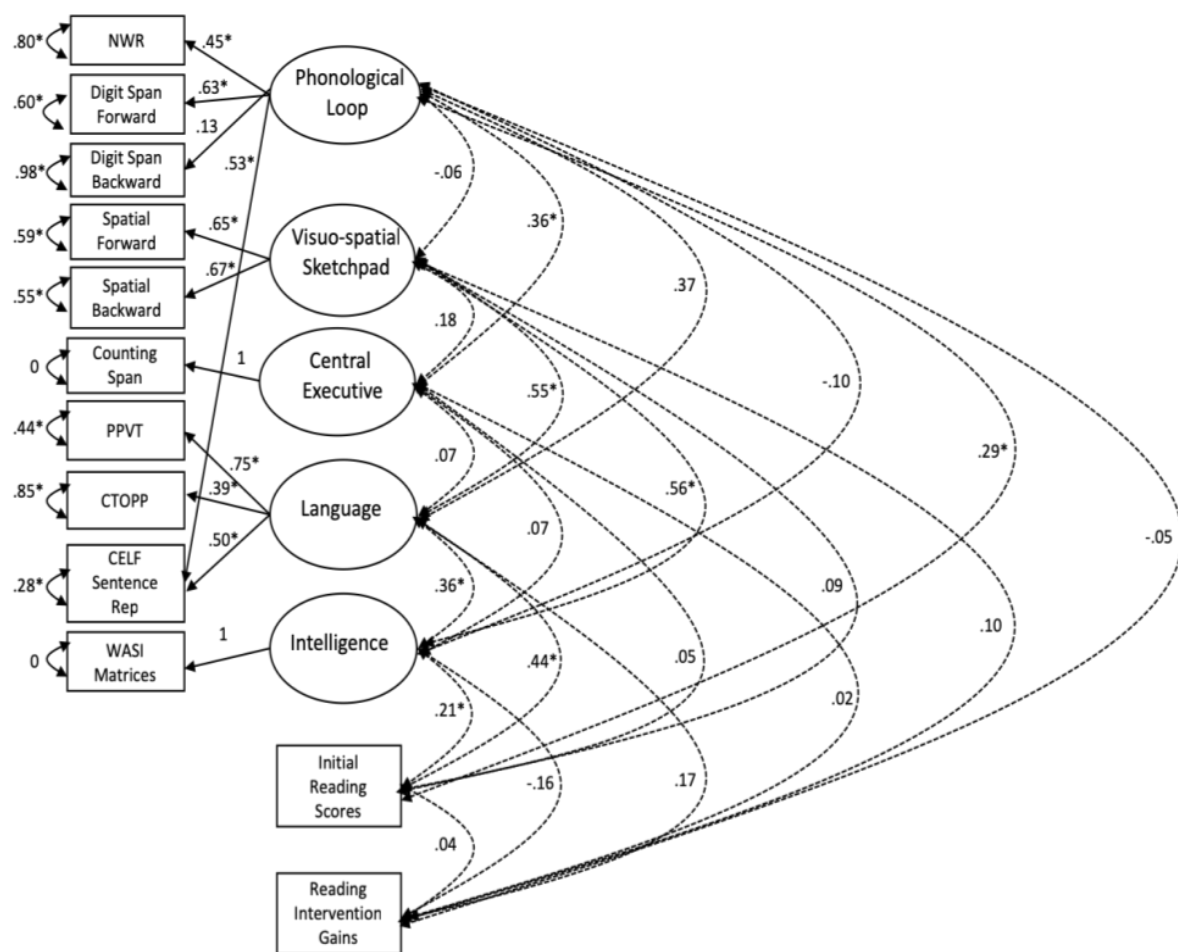 .80*
NWR
.45*
Phonological
Loop
.60*
Digit Span
Forward
.63*
.13
.98*
Digit Span
Backward
.53*
-.06
.36*
.59*
Spatial
Forward
.65*
Visuo-spatial
Sketchpad
.67*
.55*
Spatial
Backward
.37
.18
0
Counting
Span
1
Central
Executive
-.10
.55*
.44*
PPVT
.07
.29*
.75*
.56*
.85*
CTOPP
.39*
Language
.07
-.05
.50*
.28*
CELF
Sentence
Rep
.36*
.09
.10
0
WASI
Matrices
1
Intelligence
.44*
.05
.02
.21*
Initial
Reading
Scores
-.16
.17
.04
Reading
Intervention
Gains